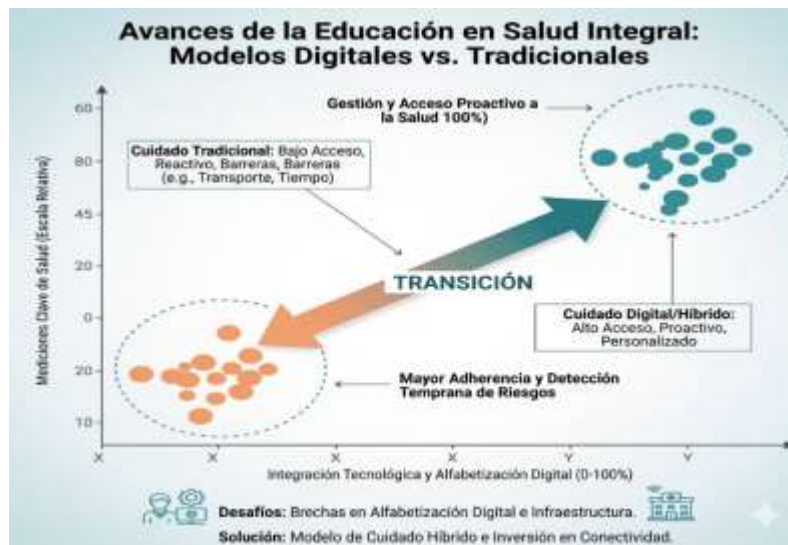 Avances de la Educación en Salud Integral:
Modelos Digitales vs. Tradicionales
Gestión y Acceso Proactivo a
la Salud 100%)
Cuidado Tradicional: Bajo Acceso,
Reactivo, Barreras, Barreras
(e.g., Transporte, Tiempo)
Mediciones Clave de Salud (Escala Relativa)
60
80
45
20
0
20
10
TRANSICIÓN
Cuidado Digital/Híbrido:
Alto Acceso, Proactivo,
Personalizado
Mayor Adherencia y Detección
Temprana de Riesgos
X
X
X
X
Y
Y
Integración Tecnológica y Alfabetización Digital (0-100%)
Desafíos: Brechas en Alfabetización Digital e Infraestructura.
Solución: Modelo de Cuidado Híbrido e Inversión en Conectividad.